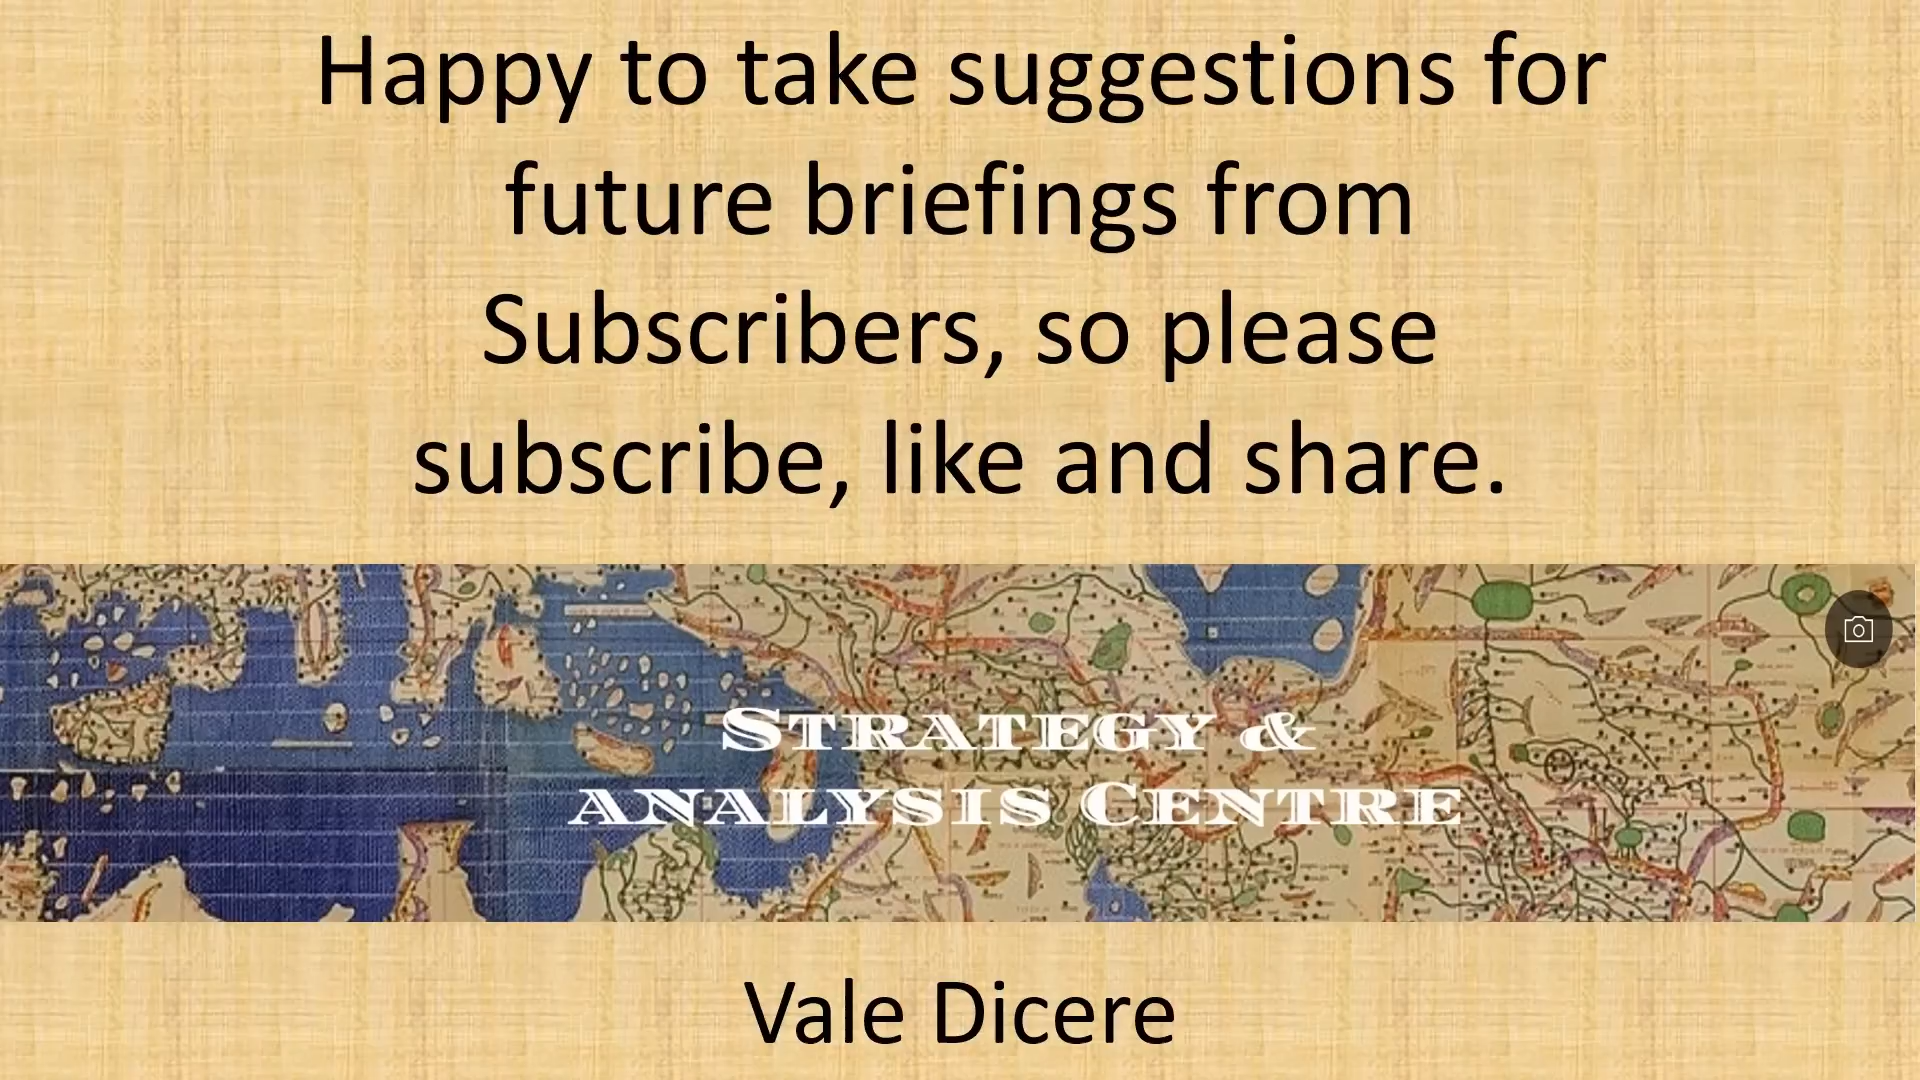 Happy to take suggestions for
future briefings from
Subscribers, so please
subscribe, like and share.
STRATEGY &
ANALYSIS CENTRE
Vale Dicere